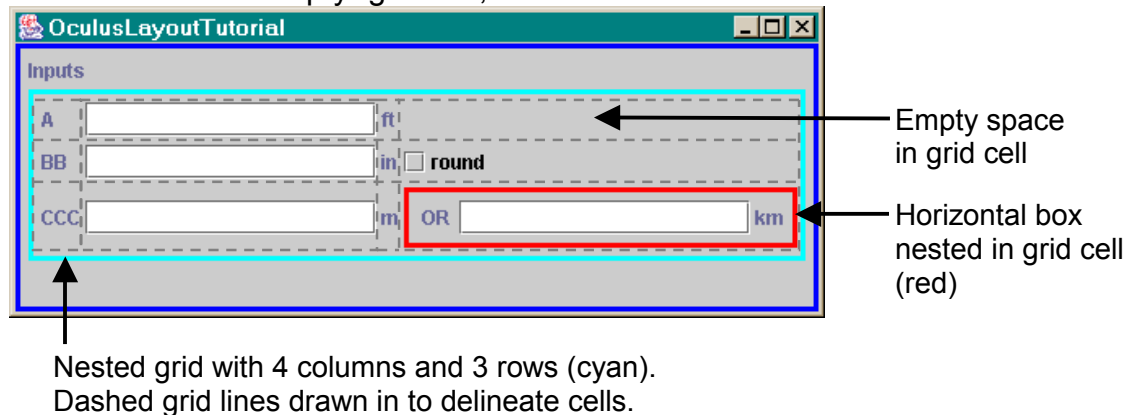 OculusLayoutTutorial
Inputs
A ft
BB in round
CCC m OR km
Empty space
in grid cell
Horizontal box
nested in grid cell
(red)
Nested grid with 4 columns and 3 rows (cyan).
Dashed grid lines drawn in to delineate cells.